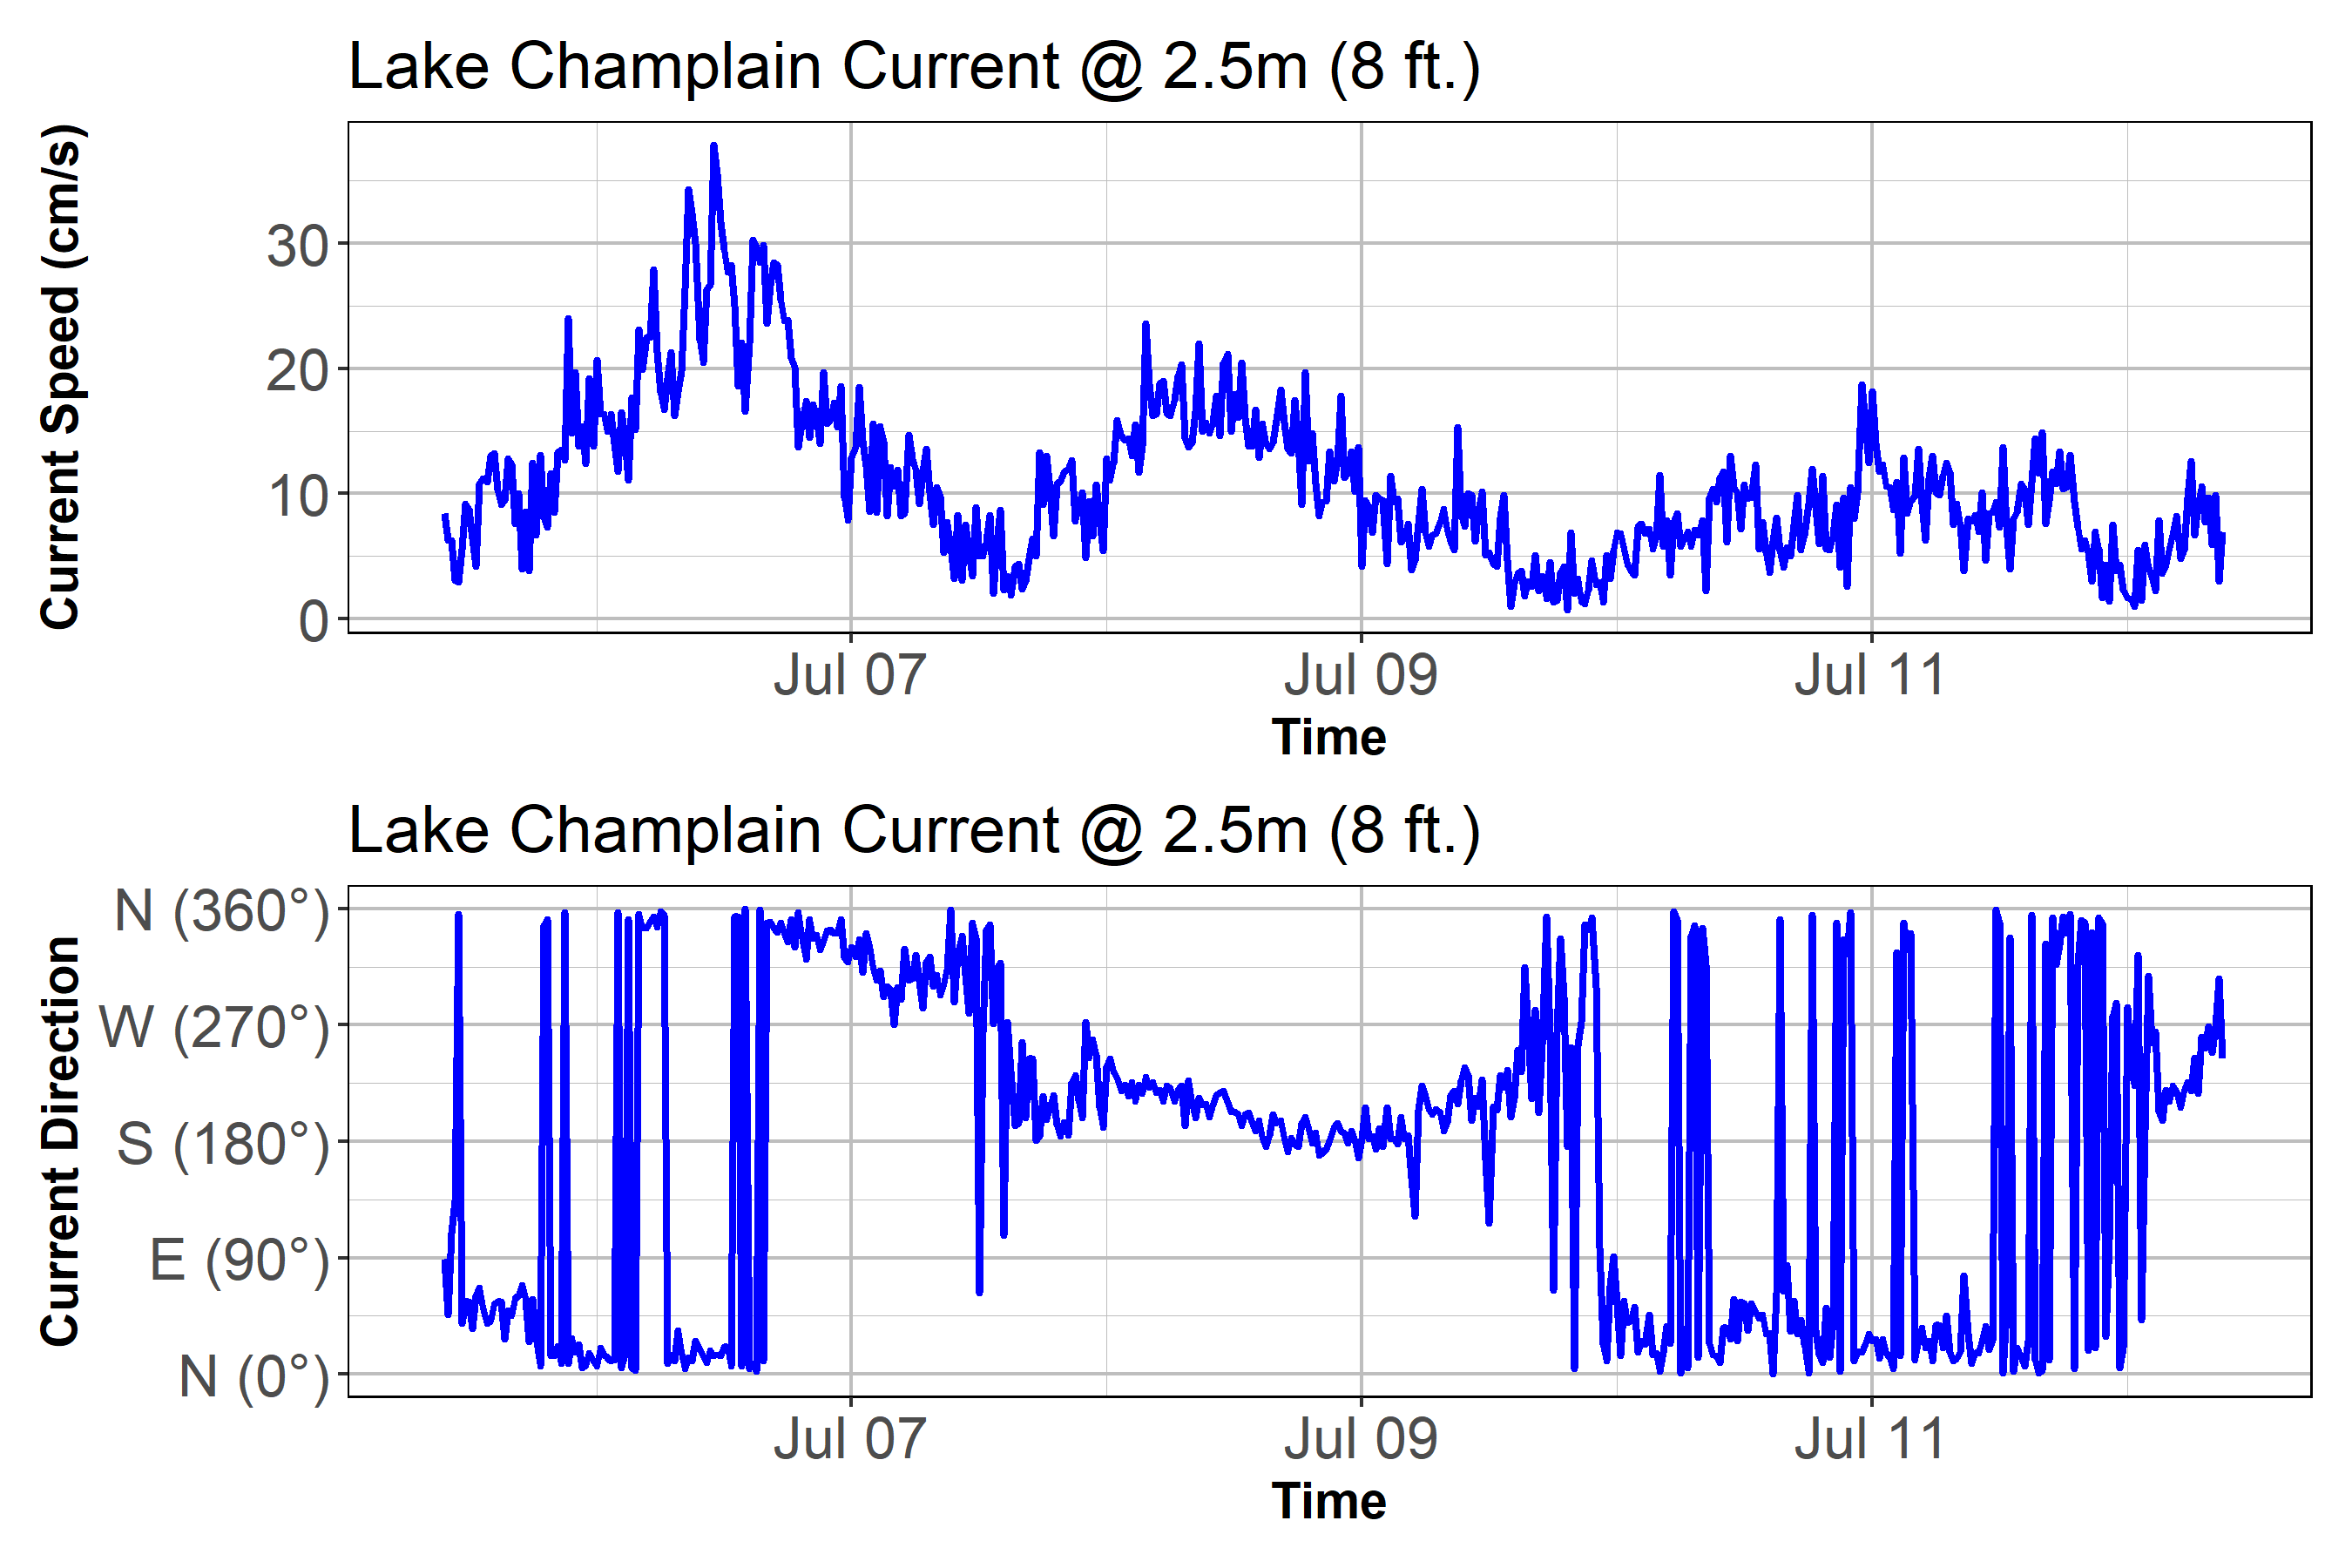 Lake Champlain Current @ 2.5m (8 ft.)
Current Speed (cm/s)
30
20
10
0
Jul 07 Jul 09 Jul 11
Time
Lake Champlain Current @ 2.5m (8 ft.)
Current Direction
N (360°)
W (270°)
S (180°)
E (90°)
N (0°)
Jul 07 Jul 09 Jul 11
Time